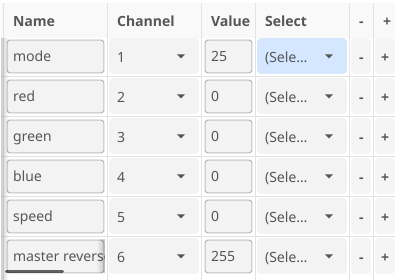 Name Channel Value Select - +
mode 1 25 (Sele... - +
red 2 0 (Sele... - +
green 3 0 (Sele... - +
blue 4 0 (Sele... - +
speed 5 0 (Sele... - +
master revers 6 255 (Sele... - +